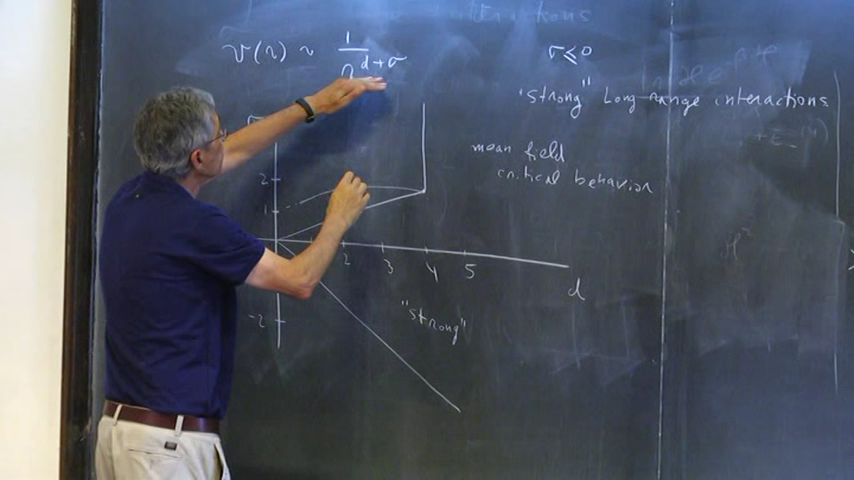 v(r) ~ 1/r^{d+σ}
σ ≤ 0
"strong" Long-range interactions
mean field
critical behavior
2
1
2 3 4 5
d
"strong"
-2